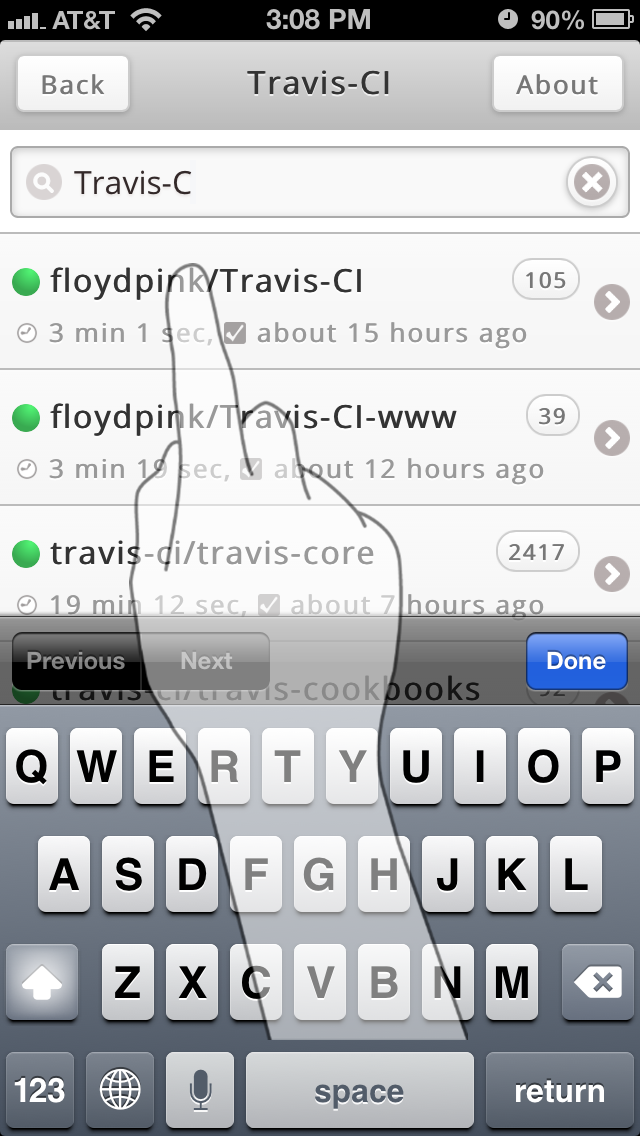 AT&T 3:08 PM 90%
Back Travis-CI About
Travis-C
floydpink/Travis-CI 105
3 min 1 sec, about 15 hours ago
floydpink/Travis-CI-www 39
3 min 19 sec, about 12 hours ago
travis-ci/travis-core 2417
19 min 12 sec, about 7 hours ago
Previous Next Done
travis-ci/travis-cookbooks 92
Q W E R T Y U I O P
A S D F G H J K L
Z X C V B N M
123 space return